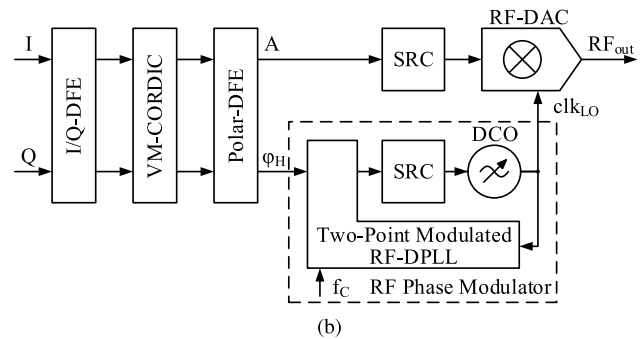 RF-DAC
I
A
RF_out
Q
I/Q-DFE
VM-CORDIC
Polar-DFE
SRC
clk_LO
φ_H
SRC
DCO
Two-Point Modulated
RF-DPLL
f_C
RF Phase Modulator
(b)